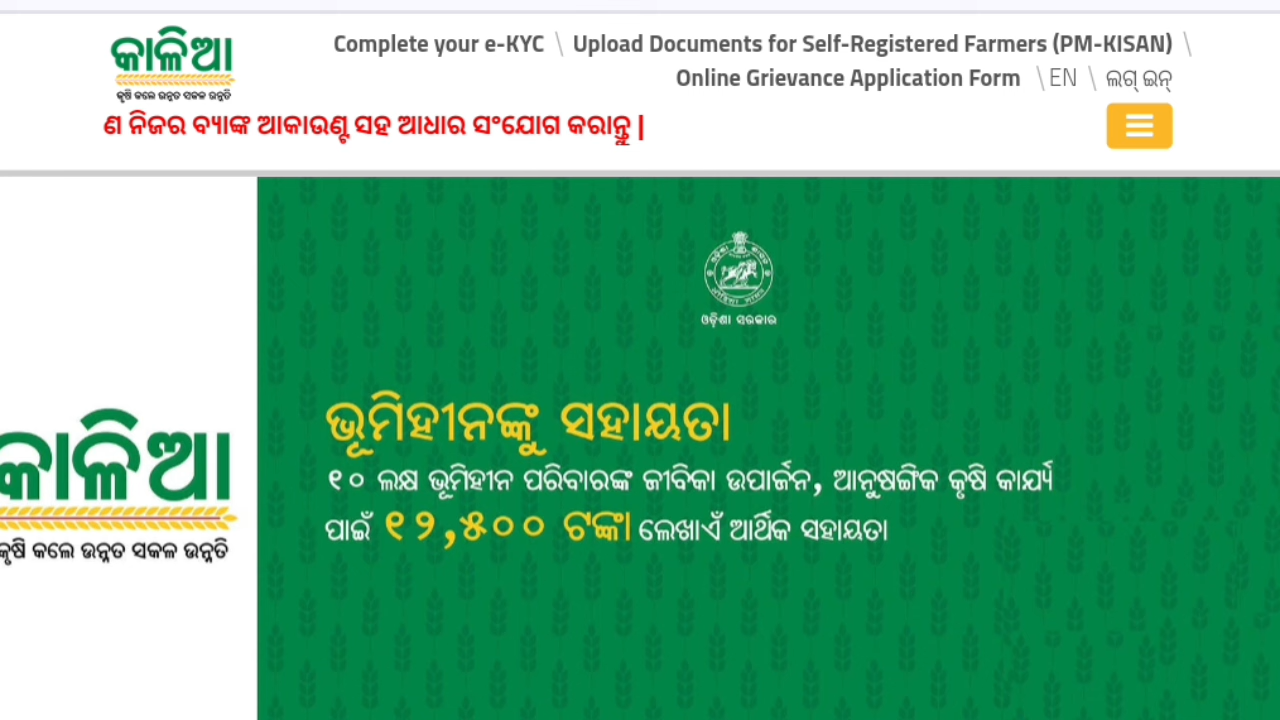 କାଳିଆ
କୃଷି କଲେ ଉନ୍ନତ ସକଳ ଉନ୍ନତି
Complete your e-KYC \ Upload Documents for Self-Registered Farmers (PM-KISAN) \
Online Grievance Application Form \ EN \ ଲଗ୍ ଇନ୍
ଣ ନିଜର ବ୍ୟାଙ୍କ ଆକାଉଣ୍ଟ ସହ ଆଧାର ସଂଯୋଗ କରାନ୍ତୁ |
ଓଡ଼ିଶା ସରକାର
ଭୂମିହୀନଙ୍କୁ ସହାୟତା
୧୦ ଲକ୍ଷ ଭୂମିହୀନ ପରିବାରଙ୍କ ଜୀବିକା ଉପାର୍ଜନ, ଆନୁଷଙ୍ଗିକ କୃଷି କାର୍ଯ୍ୟ
ପାଇଁ ୧୨,୫୦୦ ଟଙ୍କା ଲେଖାଏଁ ଆର୍ଥିକ ସହାୟତା
କାଳିଆ
କୃଷି କଲେ ଉନ୍ନତ ସକଳ ଉନ୍ନତି